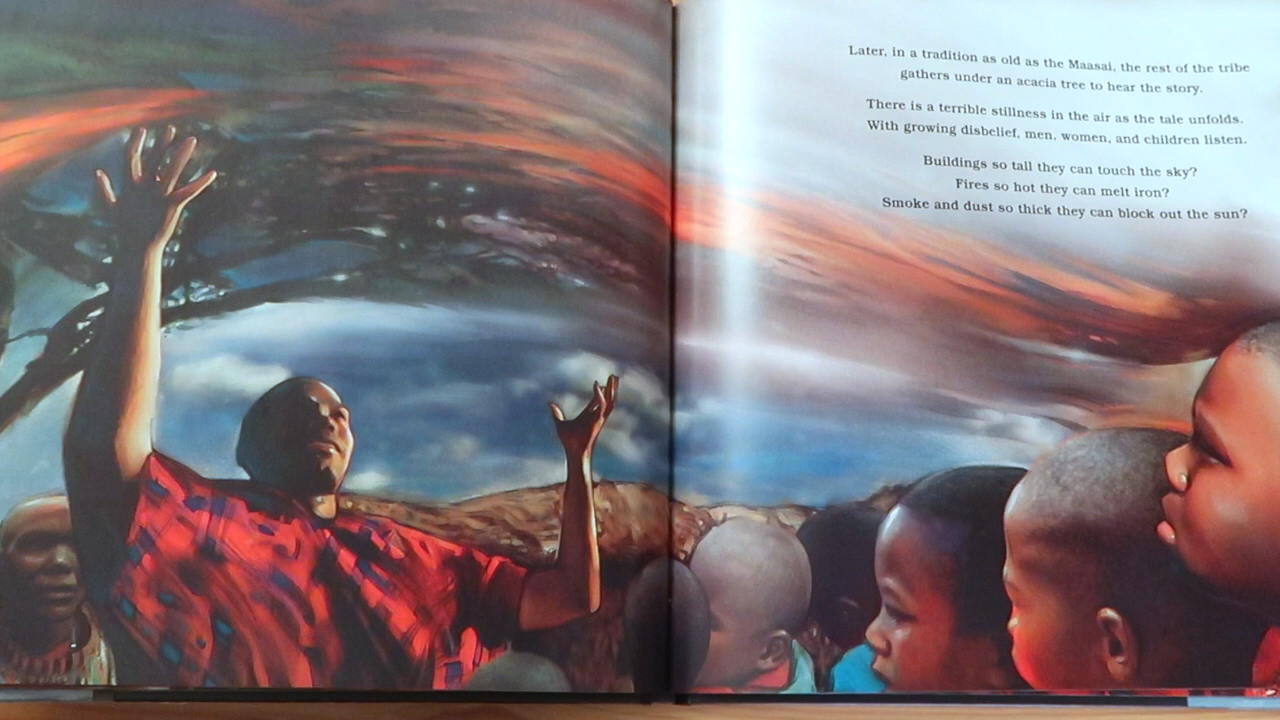 Later, in a tradition as old as the Maasai, the rest of the tribe
gathers under an acacia tree to hear the story.
There is a terrible stillness in the air as the tale unfolds.
With growing disbelief, men, women, and children listen.
Buildings so tall they can touch the sky?
Fires so hot they can melt iron?
Smoke and dust so thick they can block out the sun?